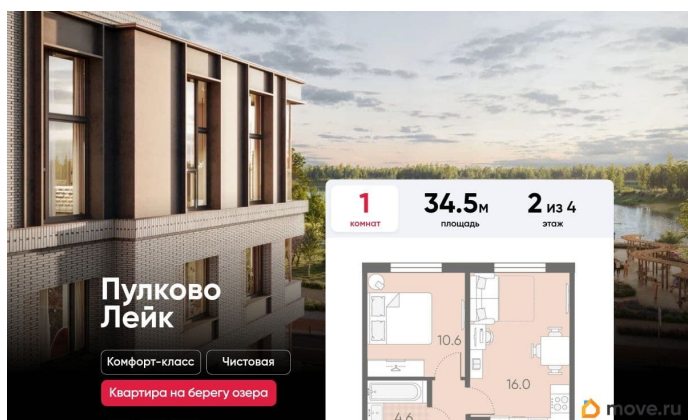 1
комнат
34.5м
площадь
2 из 4
этаж
Пулково
Лейк
Комфорт-класс
Чистовая
Квартира на берегу озера
10.6
16.0
4.6
move.ru